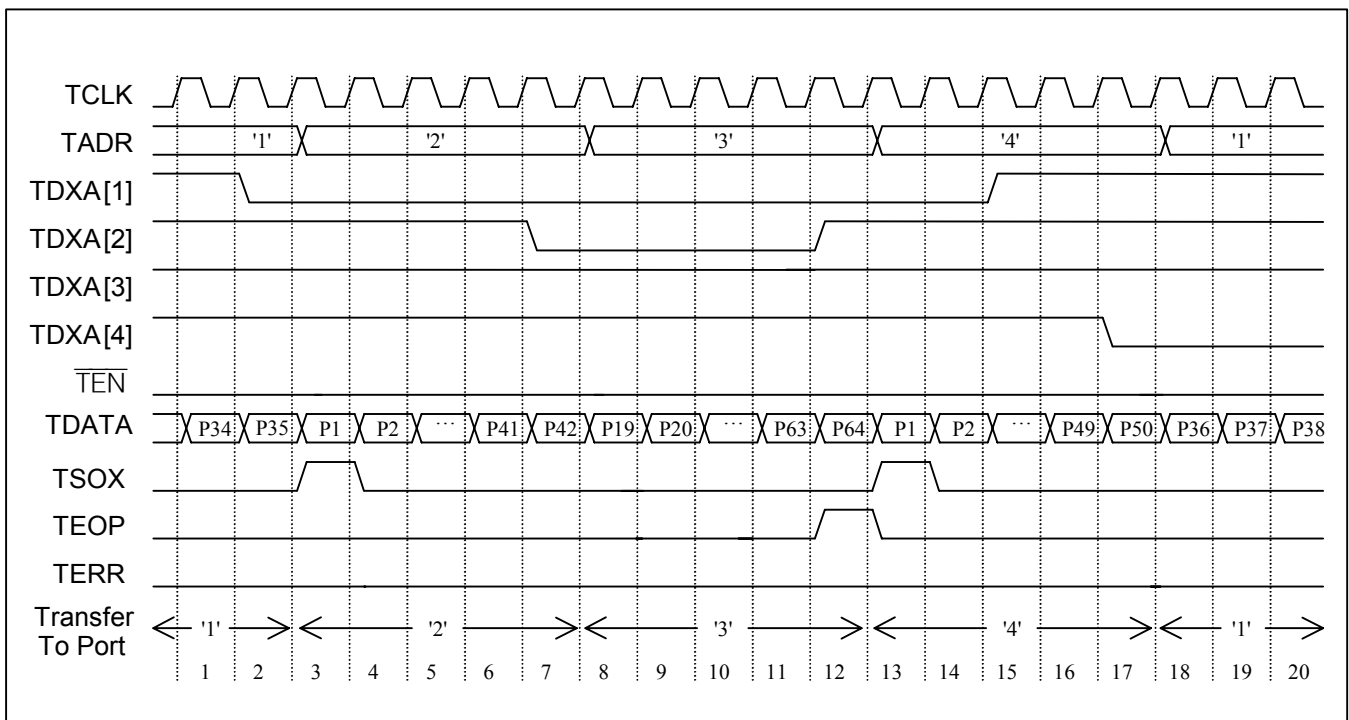 TCLK
TADR '1' '2' '3' '4' '1'
TDXA[1]
TDXA[2]
TDXA[3]
TDXA[4]
TEN
TDATA P34 P35 P1 P2 ... P41 P42 P19 P20 ... P63 P64 P1 P2 ... P49 P50 P36 P37 P38
TSOX
TEOP
TERR
Transfer
To Port '1' '2' '3' '4' '1'
1 2 3 4 5 6 7 8 9 10 11 12 13 14 15 16 17 18 19 20